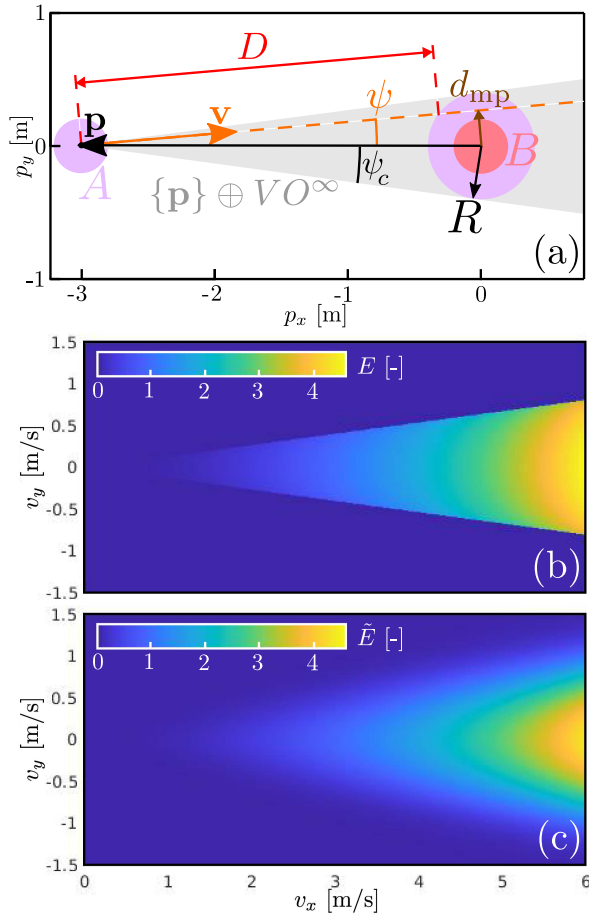 1
D
v
ψ
d_mp
p_y [m]
0
p
A
B
ψ_c
{p} ⊕ VO^∞
R
(a)
-1
-3
-2
-1
0
p_x [m]
1.5
E [-]
0
1
2
3
4
1
0.5
v_y [m/s]
0
-0.5
-1
(b)
-1.5
1.5
Ẽ [-]
0
1
2
3
4
1
0.5
v_y [m/s]
0
-0.5
-1
(c)
-1.5
0
1
2
3
4
5
6
v_x [m/s]